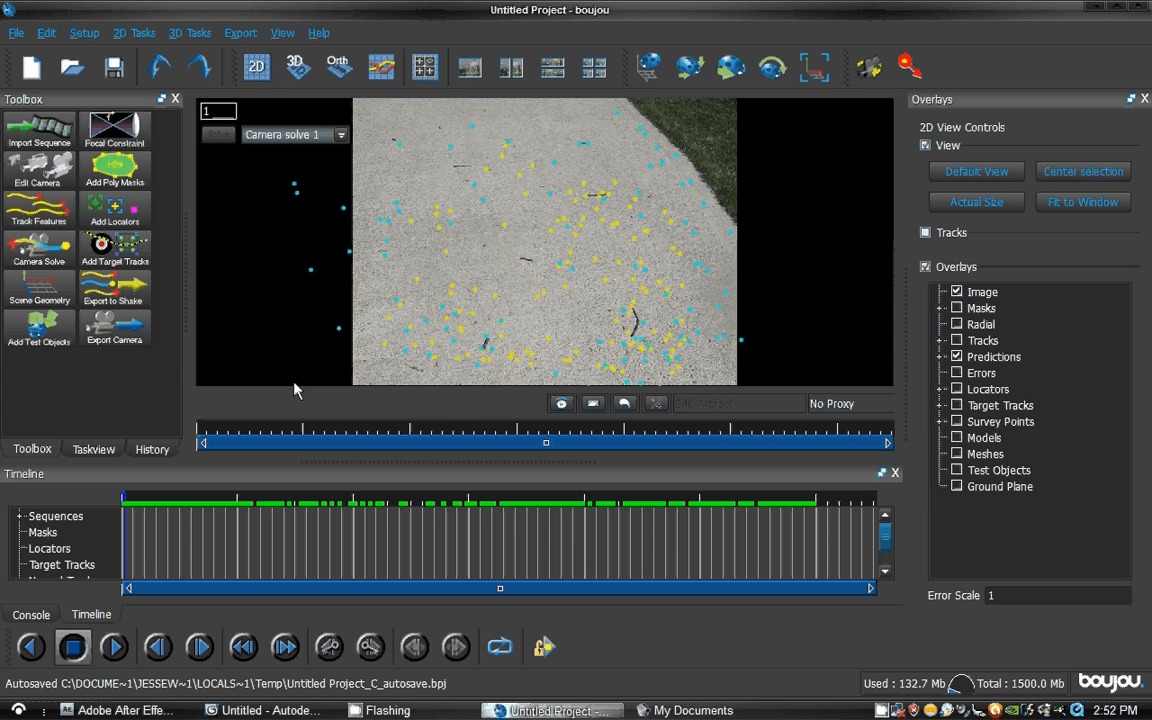 Untitled Project - boujou
File Edit Setup 2D Tasks 3D Tasks Export View Help
2D 3D Orth
Toolbox
Import Sequence Focal Constraint
Edit Camera Add Poly Masks
Track Features Add Locators
Camera Solve Add Target Tracks
Scene Geometry Export to Shake
Add Test Objects Export Camera
Toolbox Taskview History
1
Camera solve 1
No Proxy
Overlays
2D View Controls
View
Default View Center selection
Actual Size Fit to Window
Tracks
Overlays
Image
Masks
Radial
Tracks
Predictions
Errors
Locators
Target Tracks
Survey Points
Models
Meshes
Test Objects
Ground Plane
Error Scale 1
Timeline
Sequences
Masks
Locators
Target Tracks
Console Timeline
Autosaved C:\DOCUME~1\JESSEW~1\LOCALS~1\Temp\Untitled Project_C_autosave.bpj
Used : 132.7 Mb Total : 1500.0 Mb boujou.
Adobe After Effe... Untitled - Autode... Flashing Untitled Project -... My Documents 2:52 PM